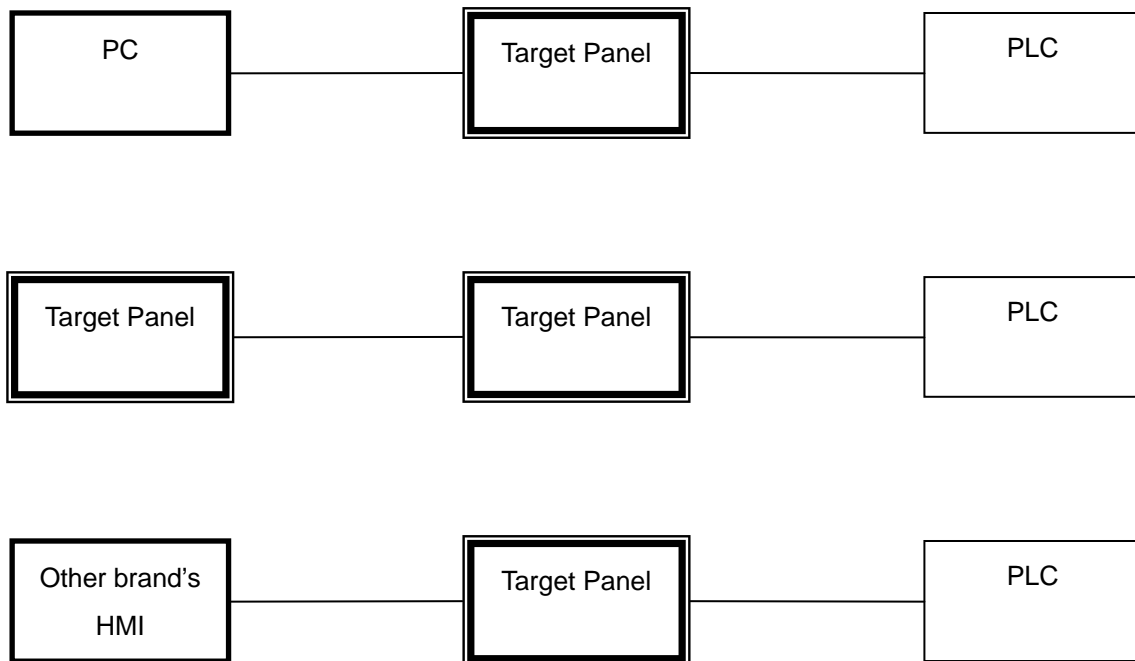 PC
Target Panel
PLC
Target Panel
Target Panel
PLC
Other brand’s
HMI
Target Panel
PLC